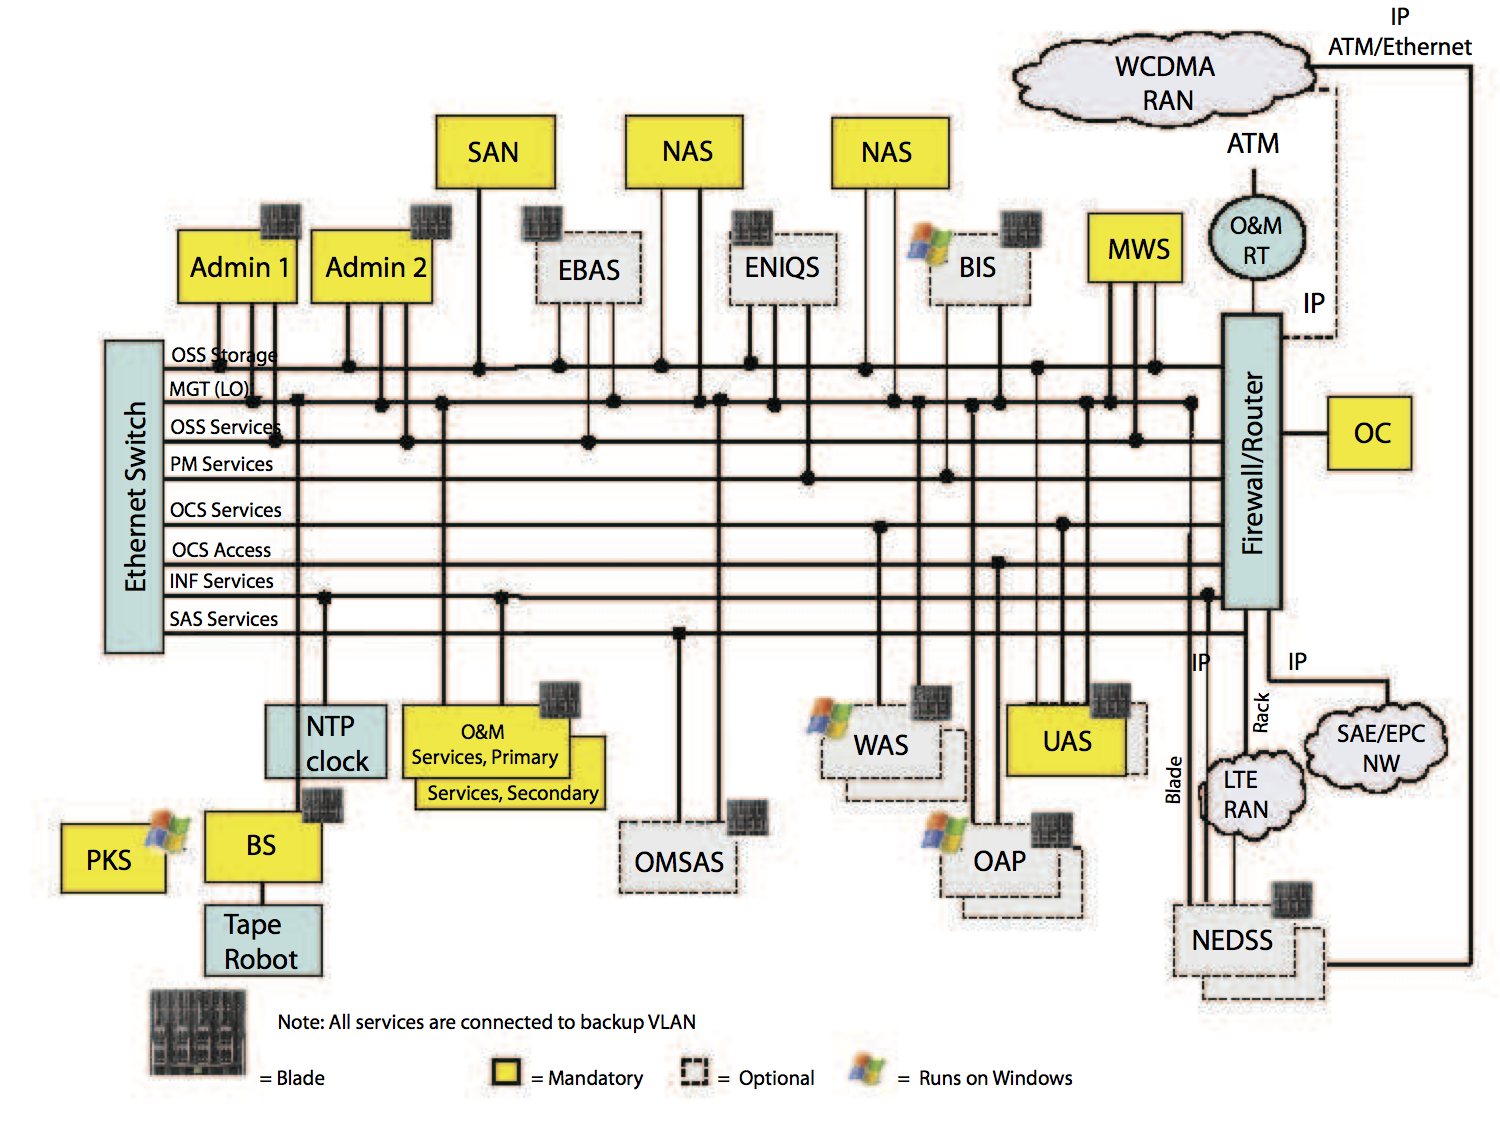 IP
ATM/Ethernet
WCDMA
RAN
ATM
SAN
NAS
NAS
O&M
RT
Admin 1
Admin 2
EBAS
ENIQS
BIS
MWS
IP
OSS Storage
MGT (LO)
OSS Services
PM Services
OCS Services
OCS Access
INF Services
SAS Services
Ethernet Switch
Firewall/Router
OC
IP
IP
Rack
Blade
NTP
clock
O&M
Services, Primary
Services, Secondary
WAS
UAS
SAE/EPC
NW
LTE
RAN
PKS
BS
OMSAS
OAP
Tape
Robot
NEDSS
Note: All services are connected to backup VLAN
= Blade
= Mandatory
= Optional
= Runs on Windows